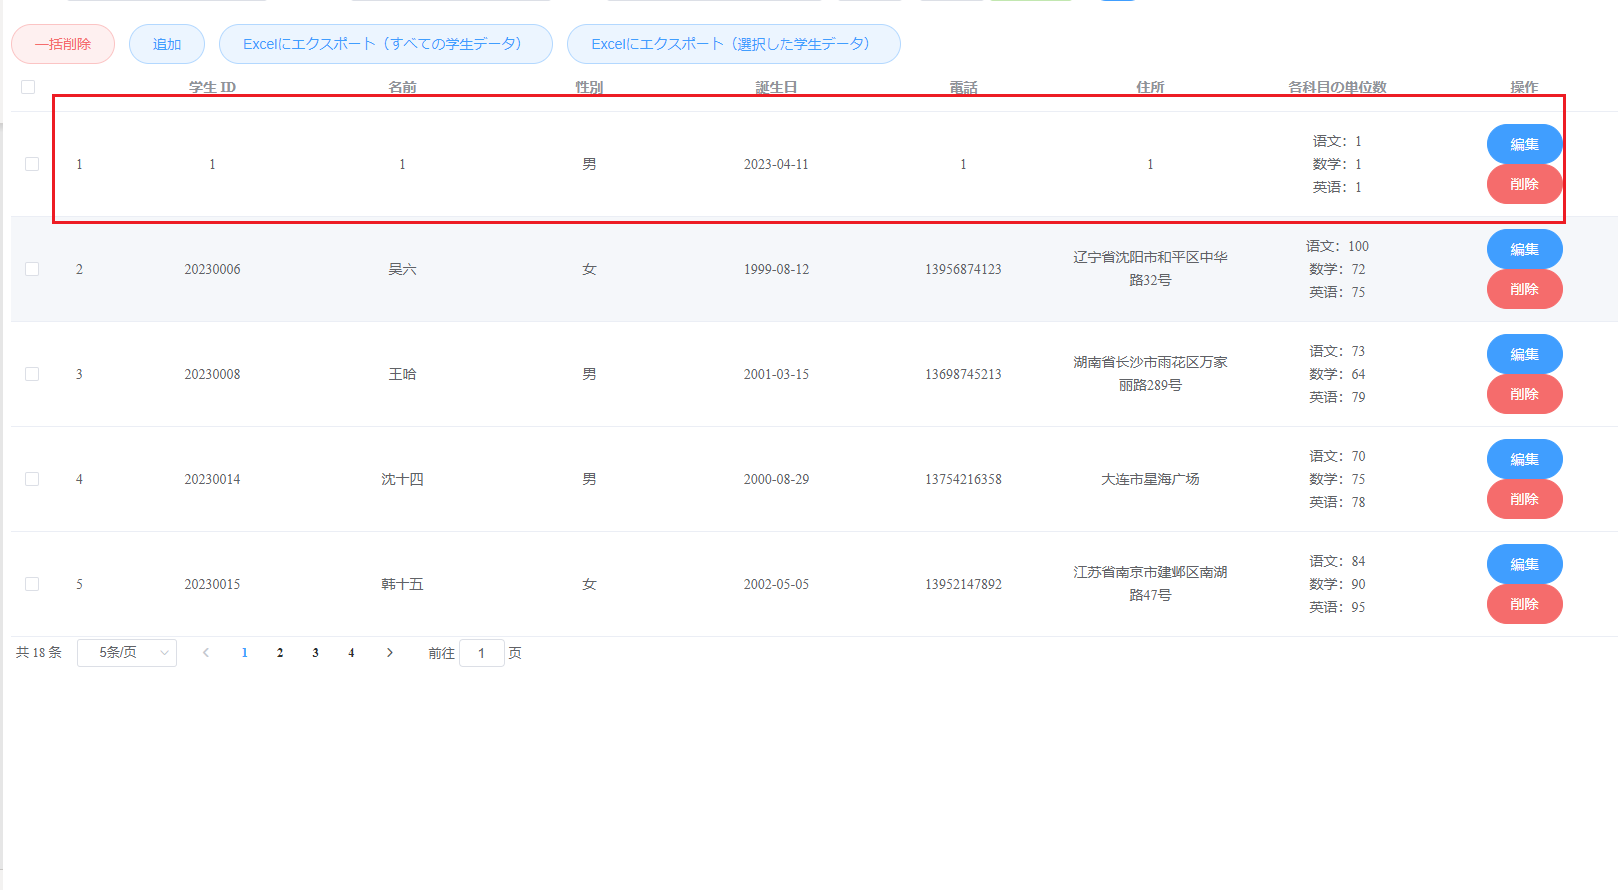 一括削除 追加 Excelにエクスポート（すべての学生データ） Excelにエクスポート（選択した学生データ）
学生 ID 名前 性別 誕生日 電話 住所 各科目の単位数 操作
1 1 1 男 2023-04-11 1 1
语文：1
数学：1
英语：1
編集
削除
2 20230006 吴六 女 1999-08-12 13956874123
辽宁省沈阳市和平区中华
路32号
语文：100
数学：72
英语：75
編集
削除
3 20230008 王哈 男 2001-03-15 13698745213
湖南省长沙市雨花区万家
丽路289号
语文：73
数学：64
英语：79
編集
削除
4 20230014 沈十四 男 2000-08-29 13754216358 大连市星海广场
语文：70
数学：75
英语：78
編集
削除
5 20230015 韩十五 女 2002-05-05 13952147892
江苏省南京市建邺区南湖
路47号
语文：84
数学：90
英语：95
編集
削除
共 18 条 5条/页 1 2 3 4 前往 1 页